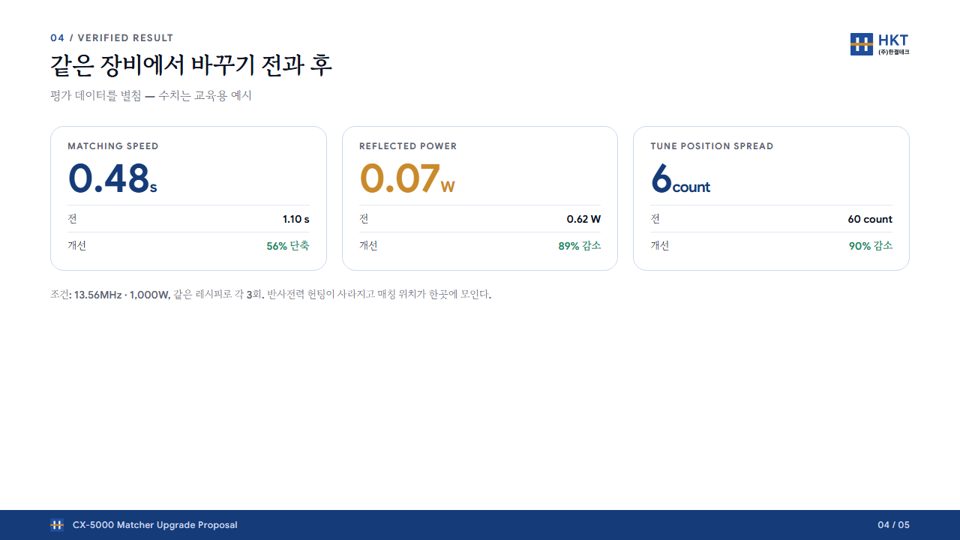 04 / VERIFIED RESULT
같은 장비에서 바꾸기 전과 후
평가 데이터를 별첨 — 수치는 교육용 예시
HKT
(주)한결테크
MATCHING SPEED
0.48s
전 1.10 s
개선 56% 단축
REFLECTED POWER
0.07W
전 0.62 W
개선 89% 감소
TUNE POSITION SPREAD
6count
전 60 count
개선 90% 감소
조건: 13.56MHz · 1,000W, 같은 레시피로 각 3회. 반사전력 헌팅이 사라지고 매칭 위치가 한곳에 모인다.
CX-5000 Matcher Upgrade Proposal
04 / 05